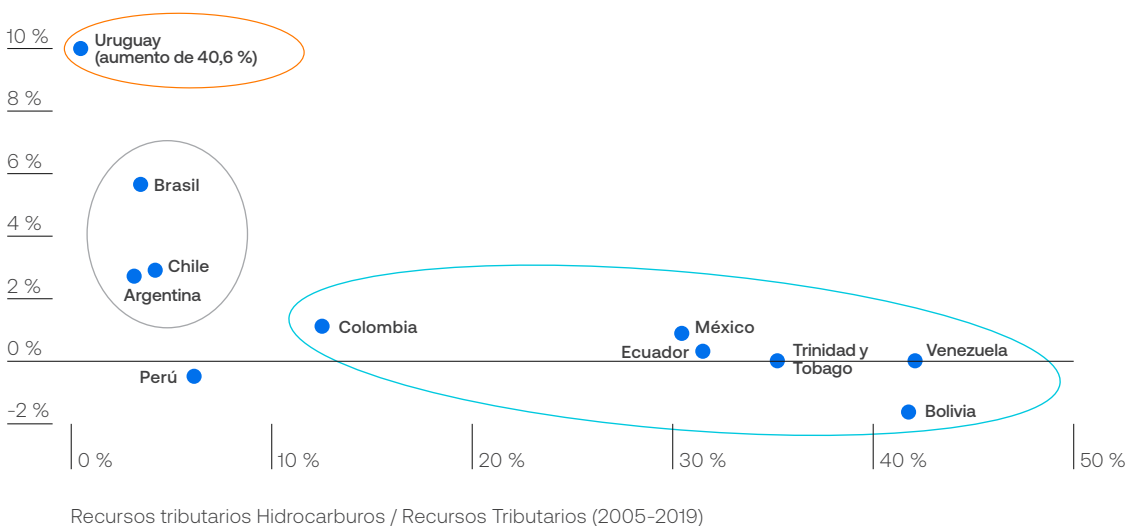 10 %
Uruguay
(aumento de 40,6 %)
8 %
6 %
Brasil
4 %
Chile
Argentina
2 %
Colombia
México
Ecuador
0 %
Trinidad y
Tobago
Venezuela
Perú
Bolivia
-2 %
0 %
10 %
20 %
30 %
40 %
50 %
Recursos tributarios Hidrocarburos / Recursos Tributarios (2005-2019)